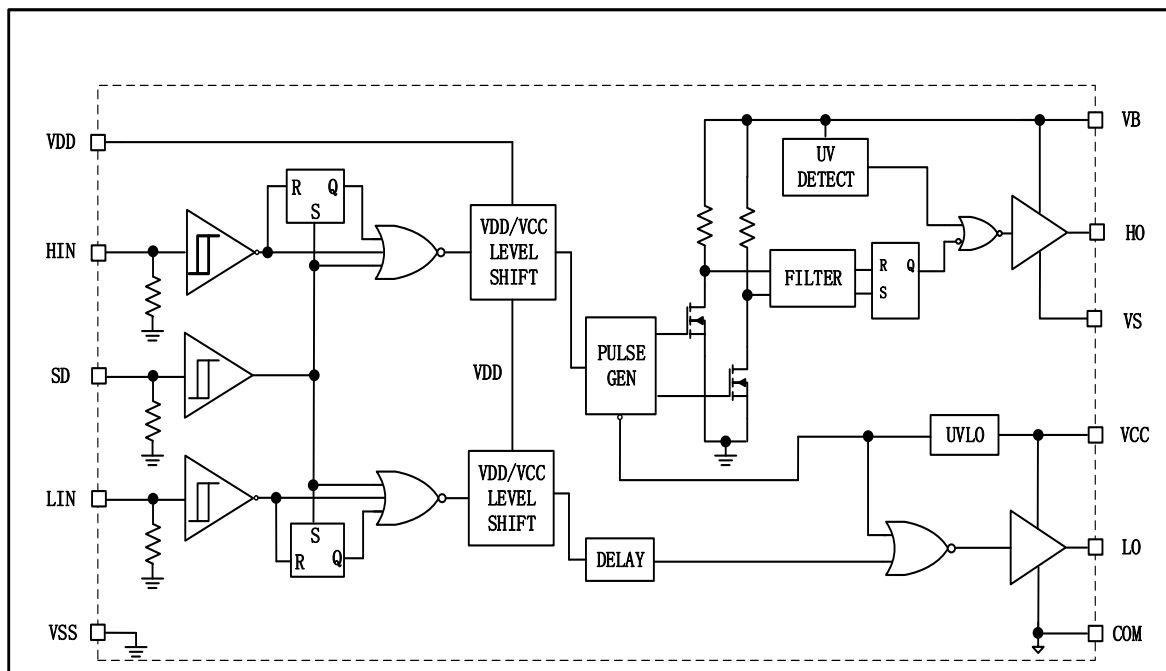 VDD
HIN
SD
LIN
VSS
R Q
S
VDD/VCC
LEVEL
SHIFT
VDD
S
R Q
VDD/VCC
LEVEL
SHIFT
PULSE
GEN
DELAY
UV
DETECT
FILTER
R Q
S
UVLO
VB
HO
VS
VCC
LO
COM